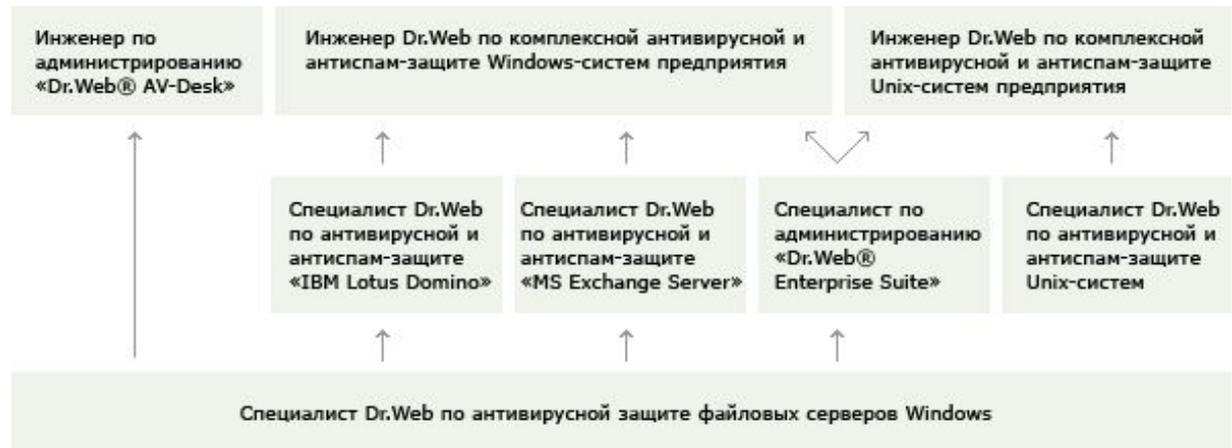 Инженер по
администрированию
«Dr.Web® AV-Desk»
Инженер Dr.Web по комплексной антивирусной и
антиспам-защите Windows-систем предприятия
Инженер Dr.Web по комплексной
антивирусной и антиспам-защите
Unix-систем предприятия
Специалист Dr.Web
по антивирусной и
антиспам-защите
«IBM Lotus Domino»
Специалист Dr.Web
по антивирусной и
антиспам-защите
«MS Exchange Server»
Специалист по
администрированию
«Dr.Web®
Enterprise Suite»
Специалист Dr.Web
по антивирусной и
антиспам-защите
Unix-систем
Специалист Dr.Web по антивирусной защите файловых серверов Windows